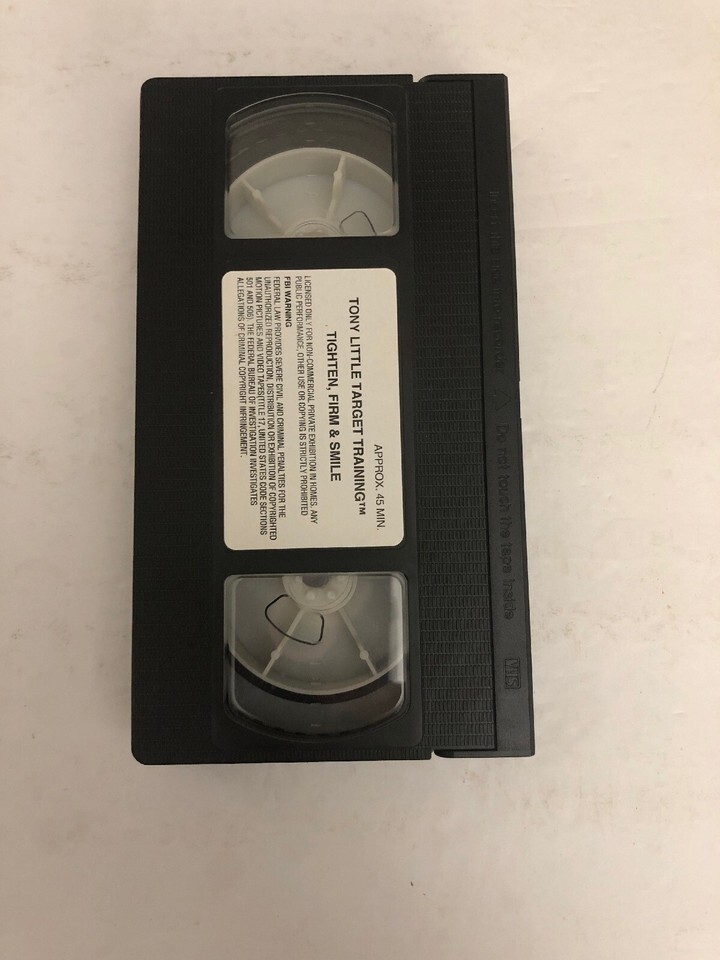 APPROX. 45 MIN.
TONY LITTLE TARGET TRAINING™
TIGHTEN, FIRM & SMILE
LICENSED ONLY FOR NON-COMMERCIAL PRIVATE EXHIBITION IN HOMES. ANY
PUBLIC PERFORMANCE, OTHER USE OR COPYING IS STRICTLY PROHIBITED
FBI WARNING
FEDERAL LAW PROVIDES SEVERE CIVIL AND CRIMINAL PENALTIES FOR THE
UNAUTHORIZED REPRODUCTION, DISTRIBUTION OR EXHIBITION OF COPYRIGHTED
MOTION PICTURES AND VIDEO TAPES(TITLE 17, UNITED STATES CODE SECTIONS
501 AND 506). THE FEDERAL BUREAU OF INVESTIGATION INVESTIGATES
ALLEGATIONS OF CRIMINAL COPYRIGHT INFRINGEMENT.
Do not touch the tape inside
VHS